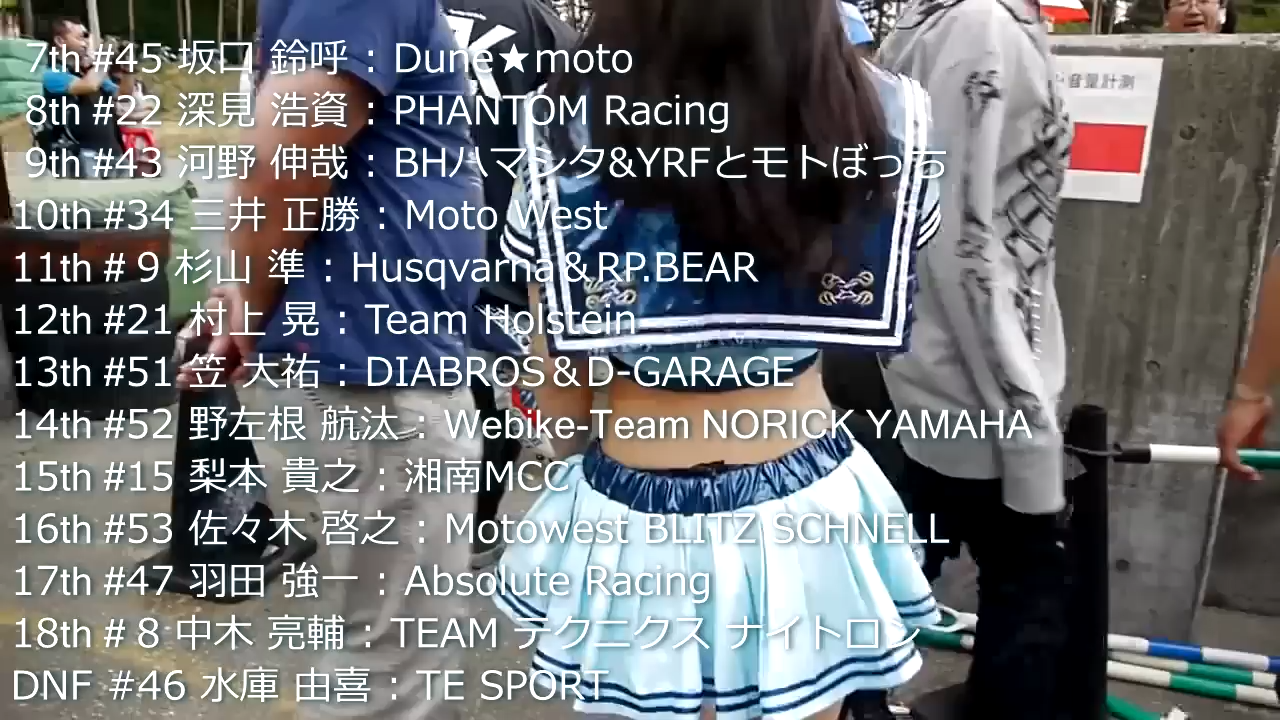 7th #45 坂口 鈴呼 : Dune★moto
8th #22 深見 浩資 : PHANTOM Racing
9th #43 河野 伸哉 : BHハマシタ&YRFとモトぼっち
10th #34 三井 正勝 : Moto West
11th # 9 杉山 準 : Husqvarna＆RP.BEAR
12th #21 村上 晃 : Team Holstein
13th #51 笠 大祐 : DIABROS＆D-GARAGE
14th #52 野左根 航汰 : Webike-Team NORICK YAMAHA
15th #15 梨本 貴之 : 湘南MCC
16th #53 佐々木 啓之 : Motowest BLITZ SCHNELL
17th #47 羽田 強一 : Absolute Racing
18th # 8 中木 亮輔 : TEAM テクニクス ナイトロン
DNF #46 水庫 由喜 : TE SPORT
音量計測